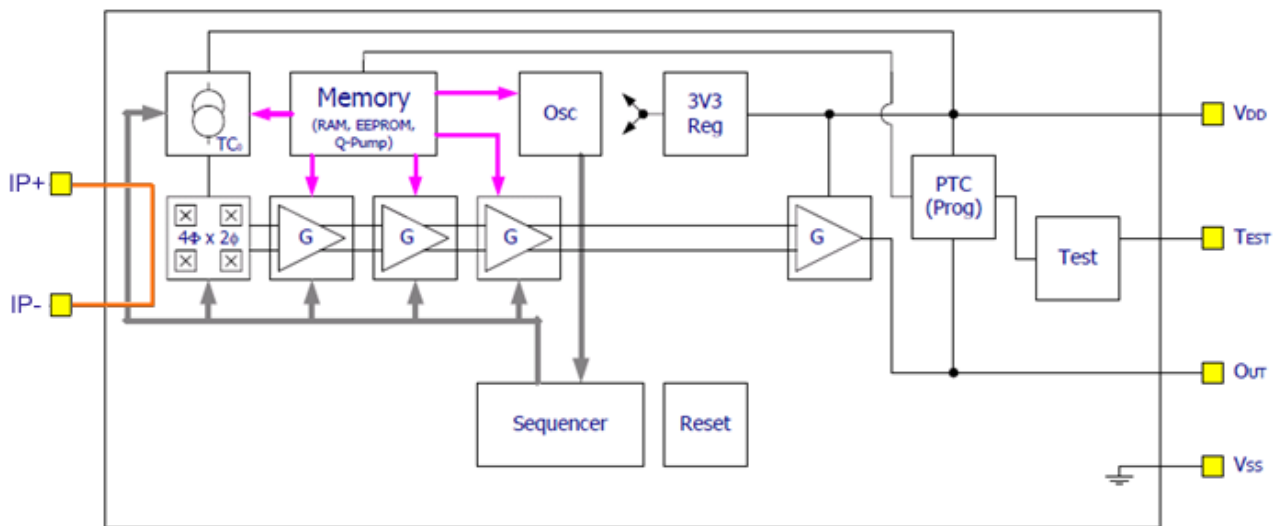 Memory
(RAM, EEPROM,
Q-Pump)
TC₀
Osc
3V3
Reg
VDD
IP+
PTC
(Prog)
4Φ x 2ϕ
G
G
G
G
TEST
Test
IP-
OUT
Sequencer
Reset
VSS